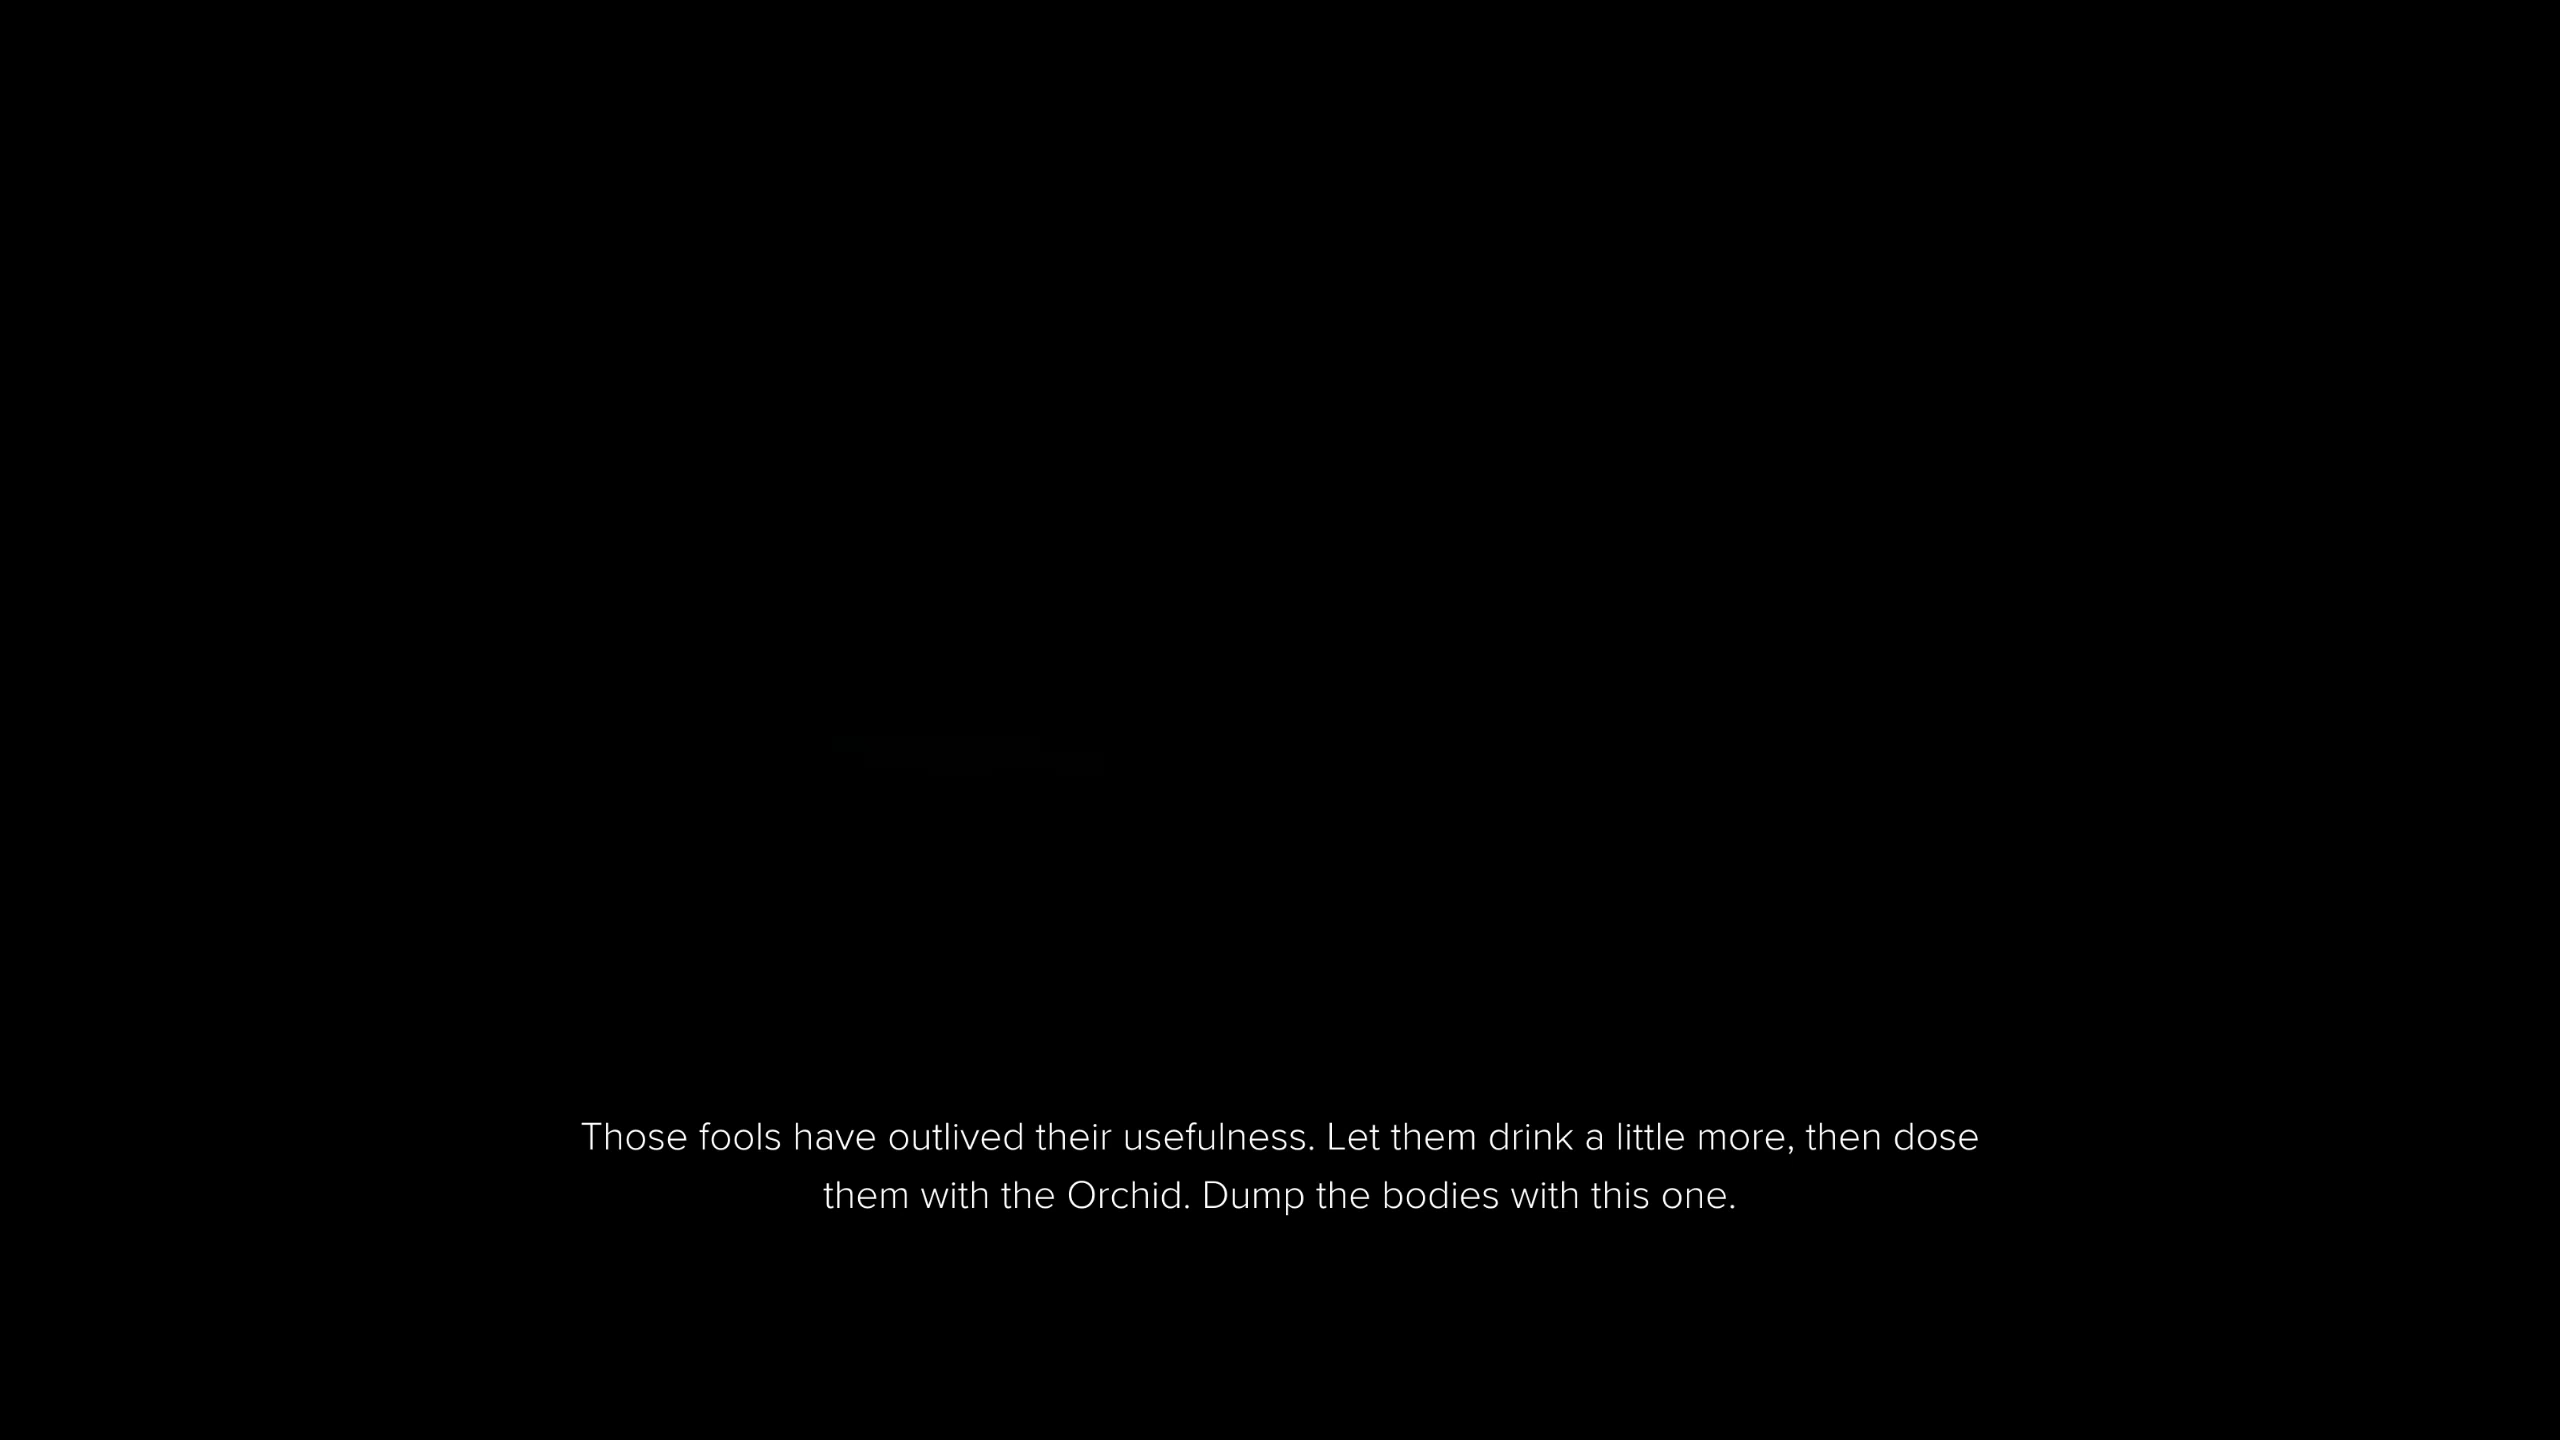 Those fools have outlived their usefulness. Let them drink a little more, then dose
them with the Orchid. Dump the bodies with this one.